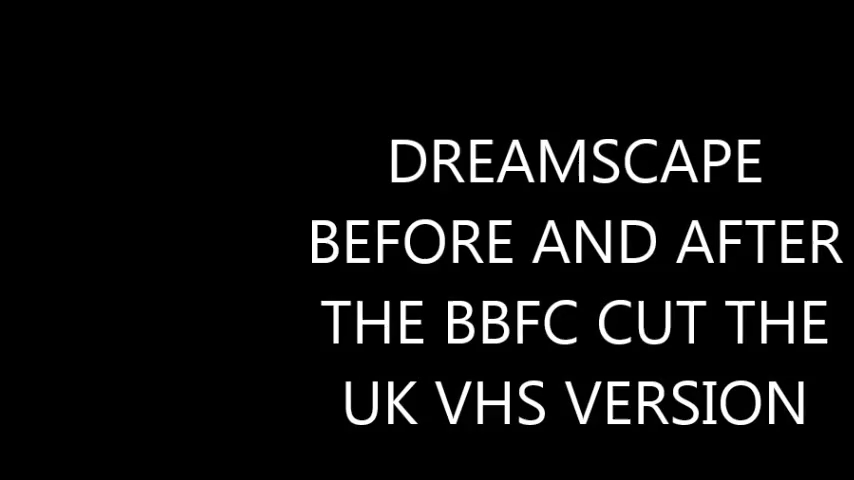 DREAMSCAPE
BEFORE AND AFTER
THE BBFC CUT THE
UK VHS VERSION